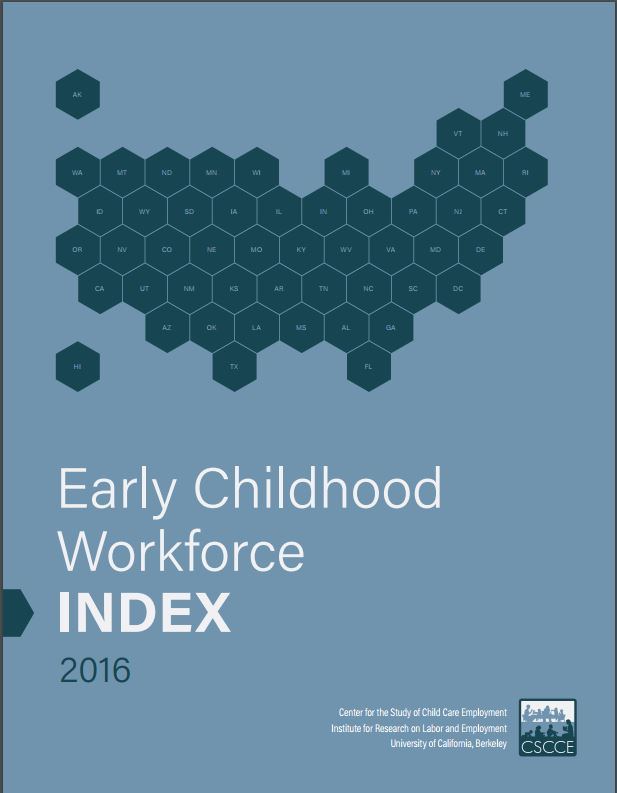 AK
ME
VT
NH
WA
MT
ND
MN
WI
MI
NY
MA
RI
ID
WY
SD
IA
IL
IN
OH
PA
NJ
CT
OR
NV
CO
NE
MO
KY
WV
VA
MD
DE
CA
UT
NM
KS
AR
TN
NC
SC
DC
AZ
OK
LA
MS
AL
GA
HI
TX
FL
Early Childhood
Workforce
INDEX
2016
Center for the Study of Child Care Employment
Institute for Research on Labor and Employment
University of California, Berkeley
CSCCE